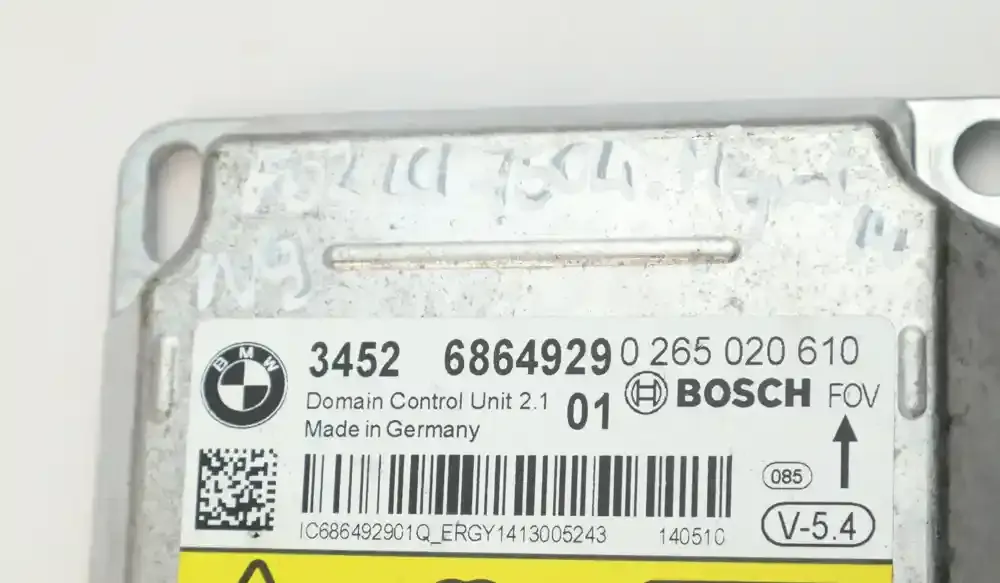 BMW
3452 6864929 0 265 020 610
Domain Control Unit 2.1 01 BOSCH FOV
Made in Germany
085
V-5.4
IC686492901Q_ERGY1413005243 140510